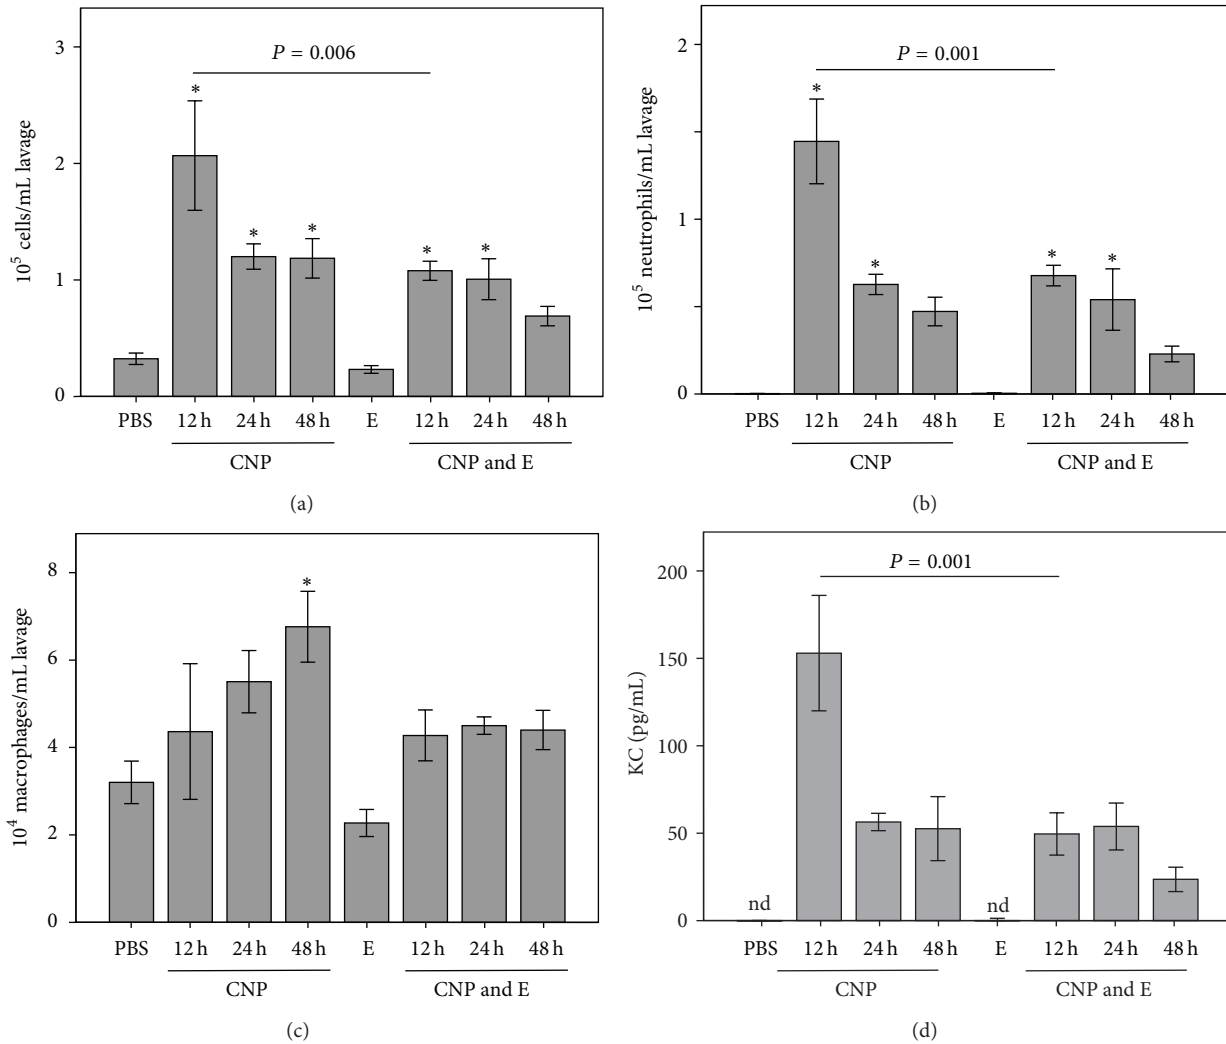 3
2
1
0
10⁵ cells/mL lavage
P = 0.006
* * * * *
PBS 12 h 24 h 48 h E 12 h 24 h 48 h
CNP CNP and E
(a)
2
1
0
10⁵ neutrophils/mL lavage
P = 0.001
* * * *
PBS 12 h 24 h 48 h E 12 h 24 h 48 h
CNP CNP and E
(b)
8
6
4
2
0
10⁴ macrophages/mL lavage
*
PBS 12 h 24 h 48 h E 12 h 24 h 48 h
CNP CNP and E
(c)
200
150
100
50
0
KC (pg/mL)
P = 0.001
nd nd
PBS 12 h 24 h 48 h E 12 h 24 h 48 h
CNP CNP and E
(d)